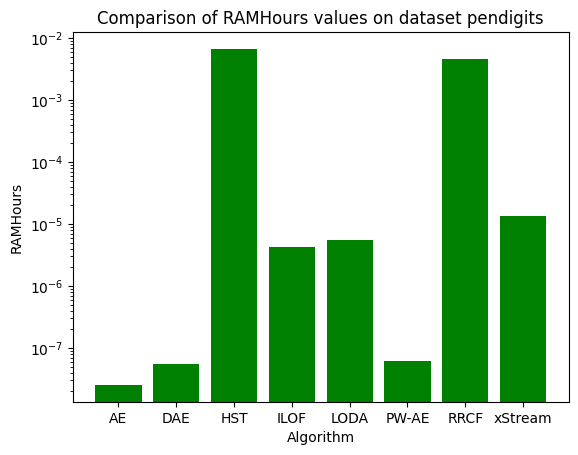 Comparison of RAMHours values on dataset pendigits
10⁻²
10⁻³
10⁻⁴
10⁻⁵
10⁻⁶
10⁻⁷
RAMHours
AE DAE HST ILOF LODA PW-AE RRCF xStream
Algorithm